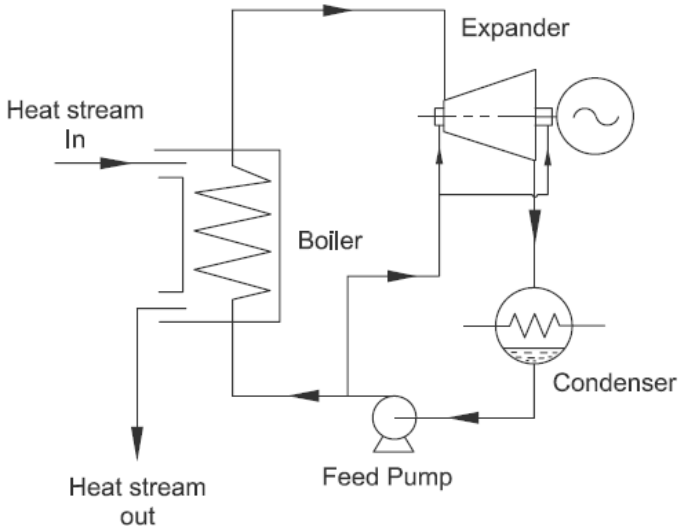 Expander
Heat stream
In
Boiler
Condenser
Feed Pump
Heat stream
out